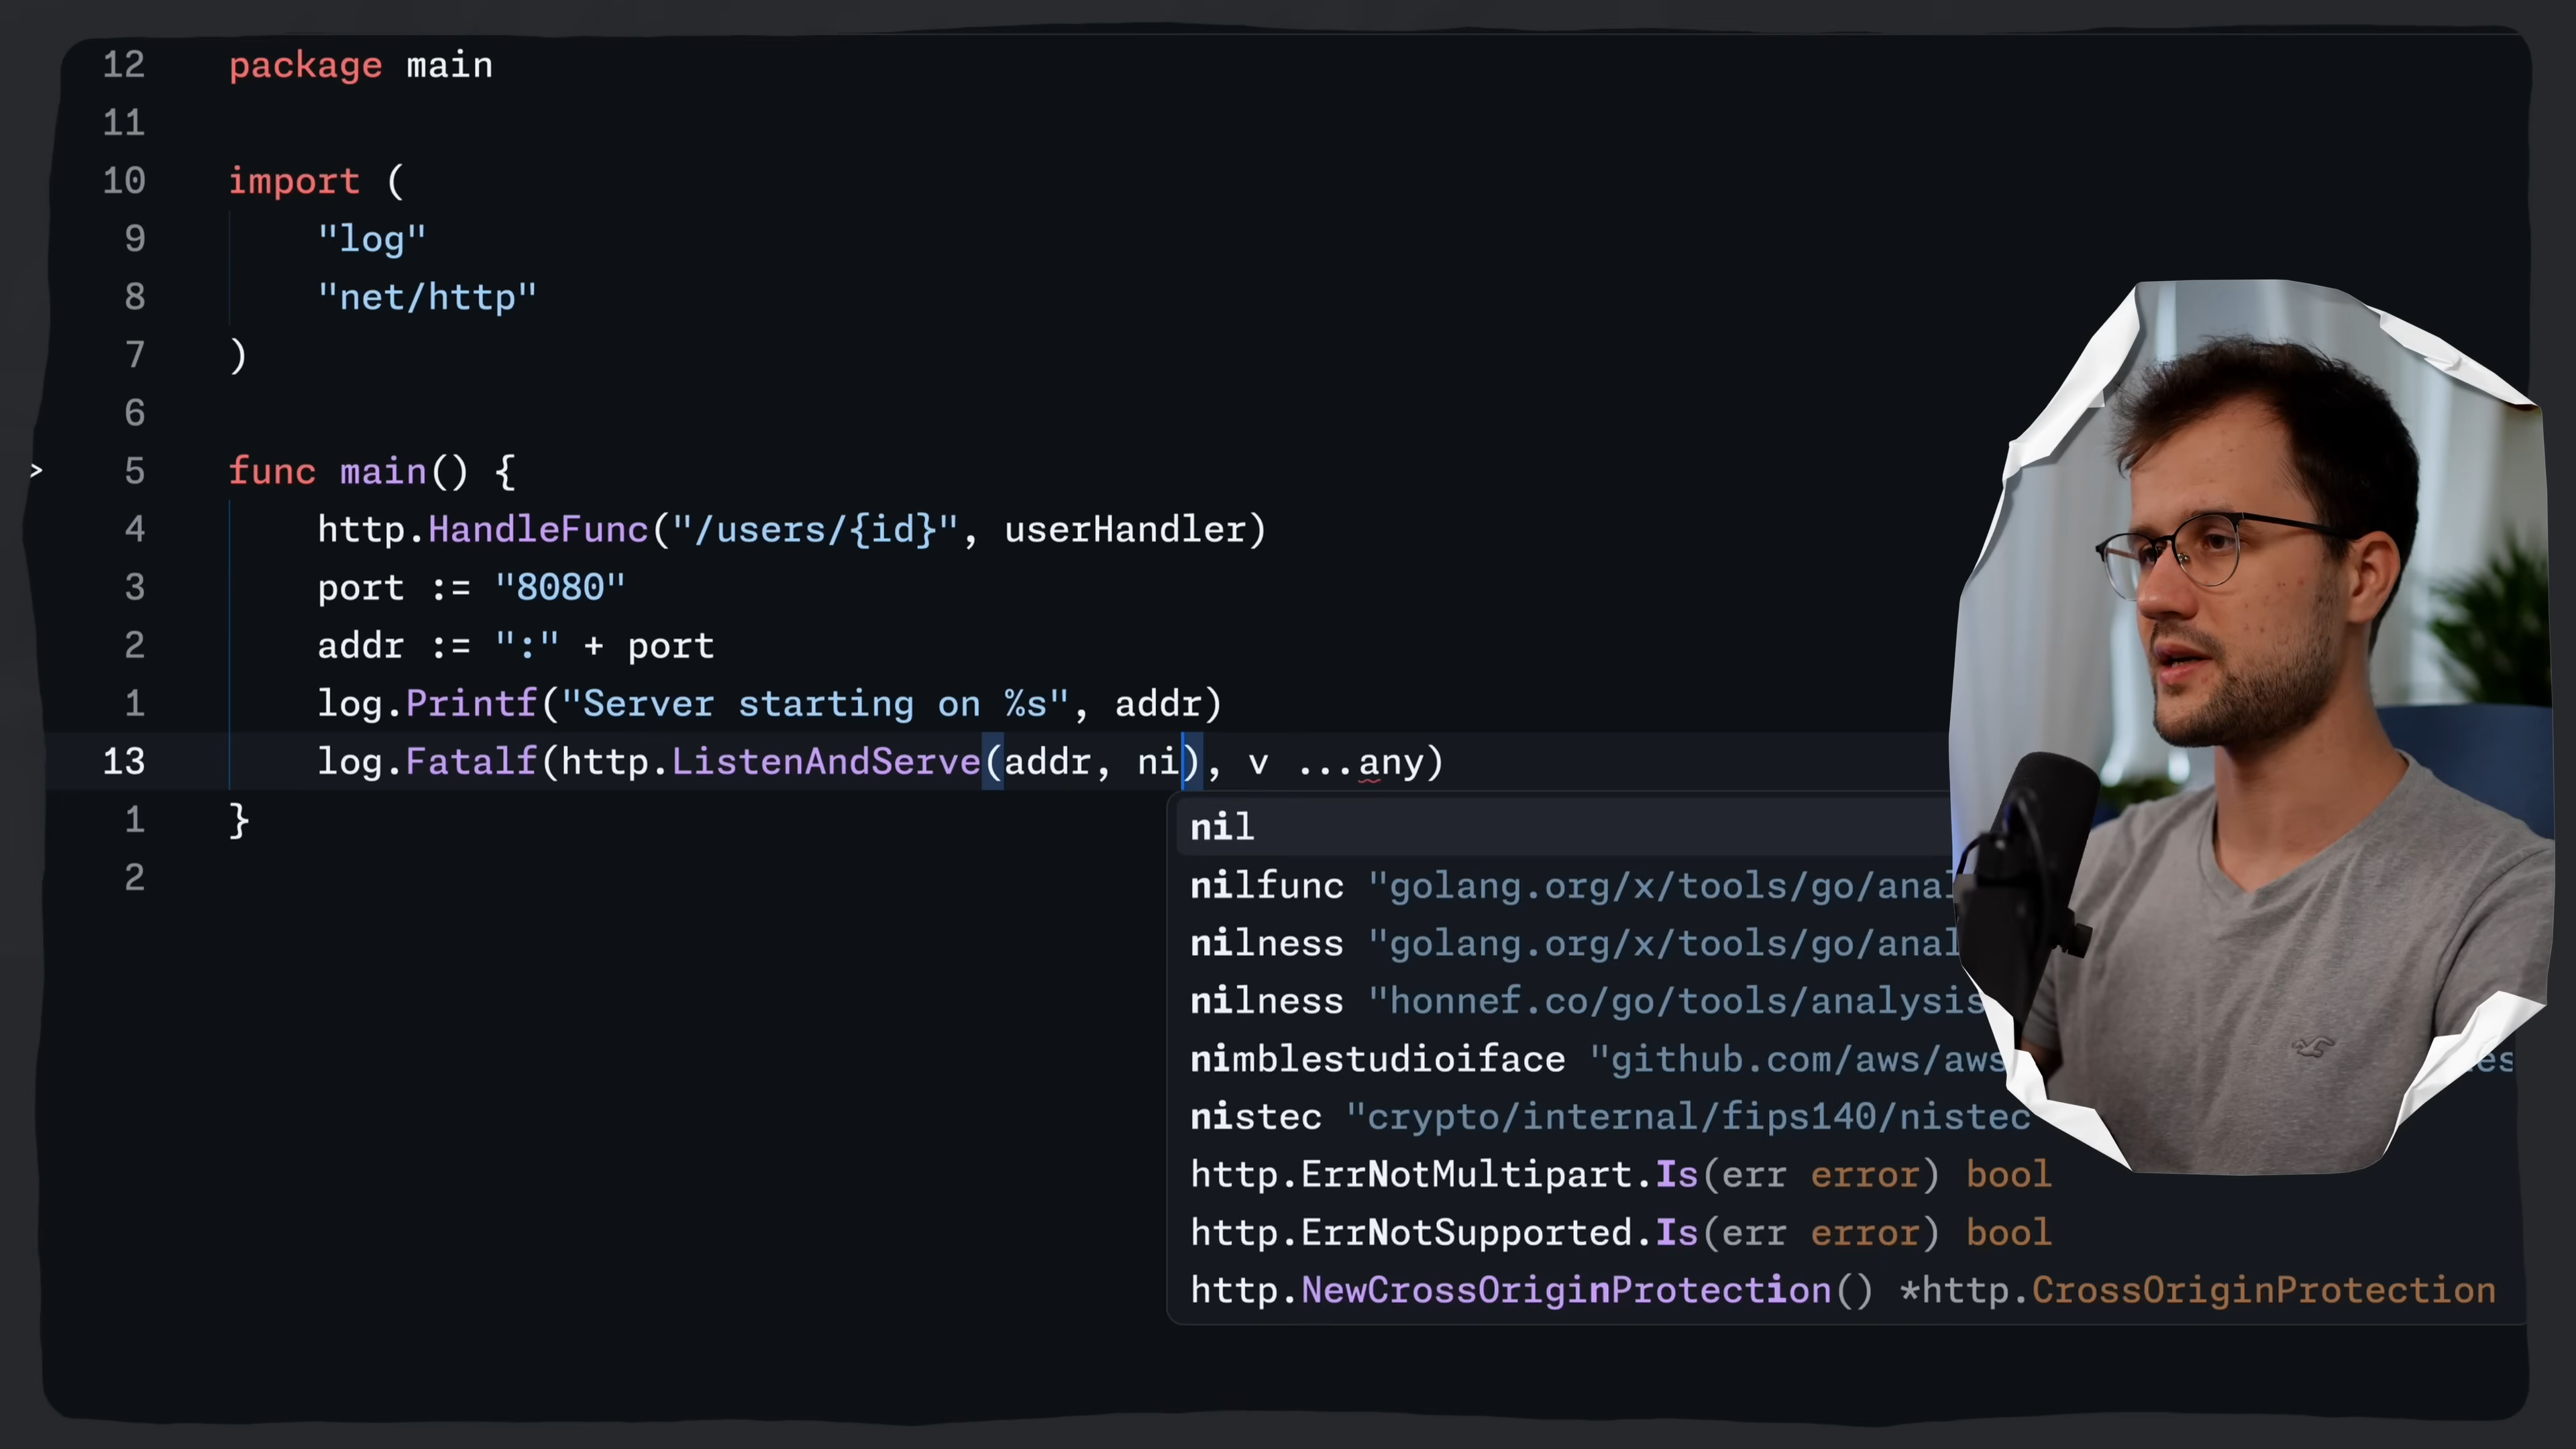 12 package main
11
10 import (
9 "log"
8 "net/http"
7 )
6
> 5 func main() {
4 http.HandleFunc("/users/{id}", userHandler)
3 port := "8080"
2 addr := ":" + port
1 log.Printf("Server starting on %s", addr)
13 log.Fatalf(http.ListenAndServe(addr, ni), v ...any)
1 }
2
nil
nilfunc "golang.org/x/tools/go/anal
nilness "golang.org/x/tools/go/anal
nilness "honnef.co/go/tools/analysis
nimblestudioiface "github.com/aws/aws
nistec "crypto/internal/fips140/nistec
http.ErrNotMultipart.Is(err error) bool
http.ErrNotSupported.Is(err error) bool
http.NewCrossOriginProtection() *http.CrossOriginProtection